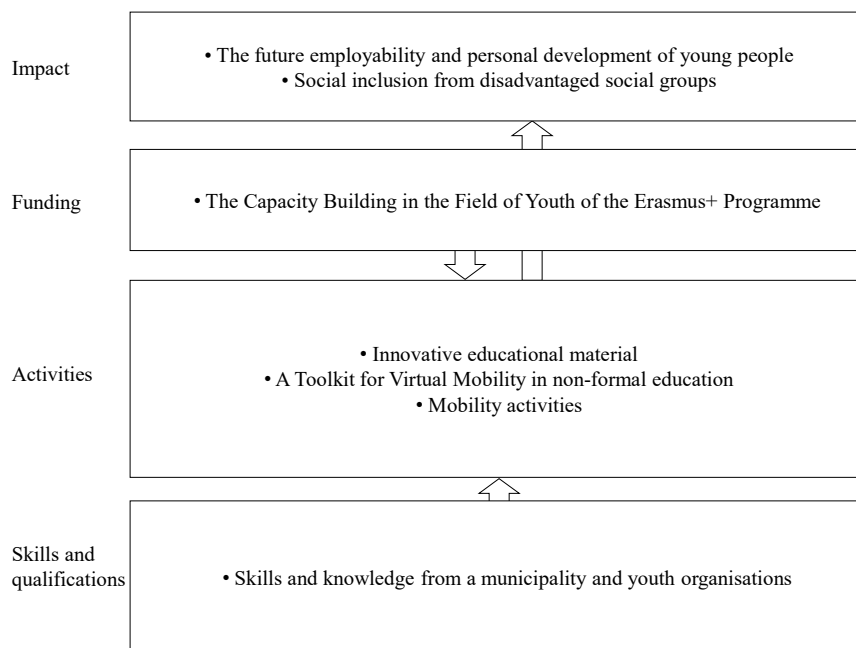 Impact
• The future employability and personal development of young people
• Social inclusion from disadvantaged social groups
Funding
• The Capacity Building in the Field of Youth of the Erasmus+ Programme
Activities
• Innovative educational material
• A Toolkit for Virtual Mobility in non-formal education
• Mobility activities
Skills and
qualifications
• Skills and knowledge from a municipality and youth organisations